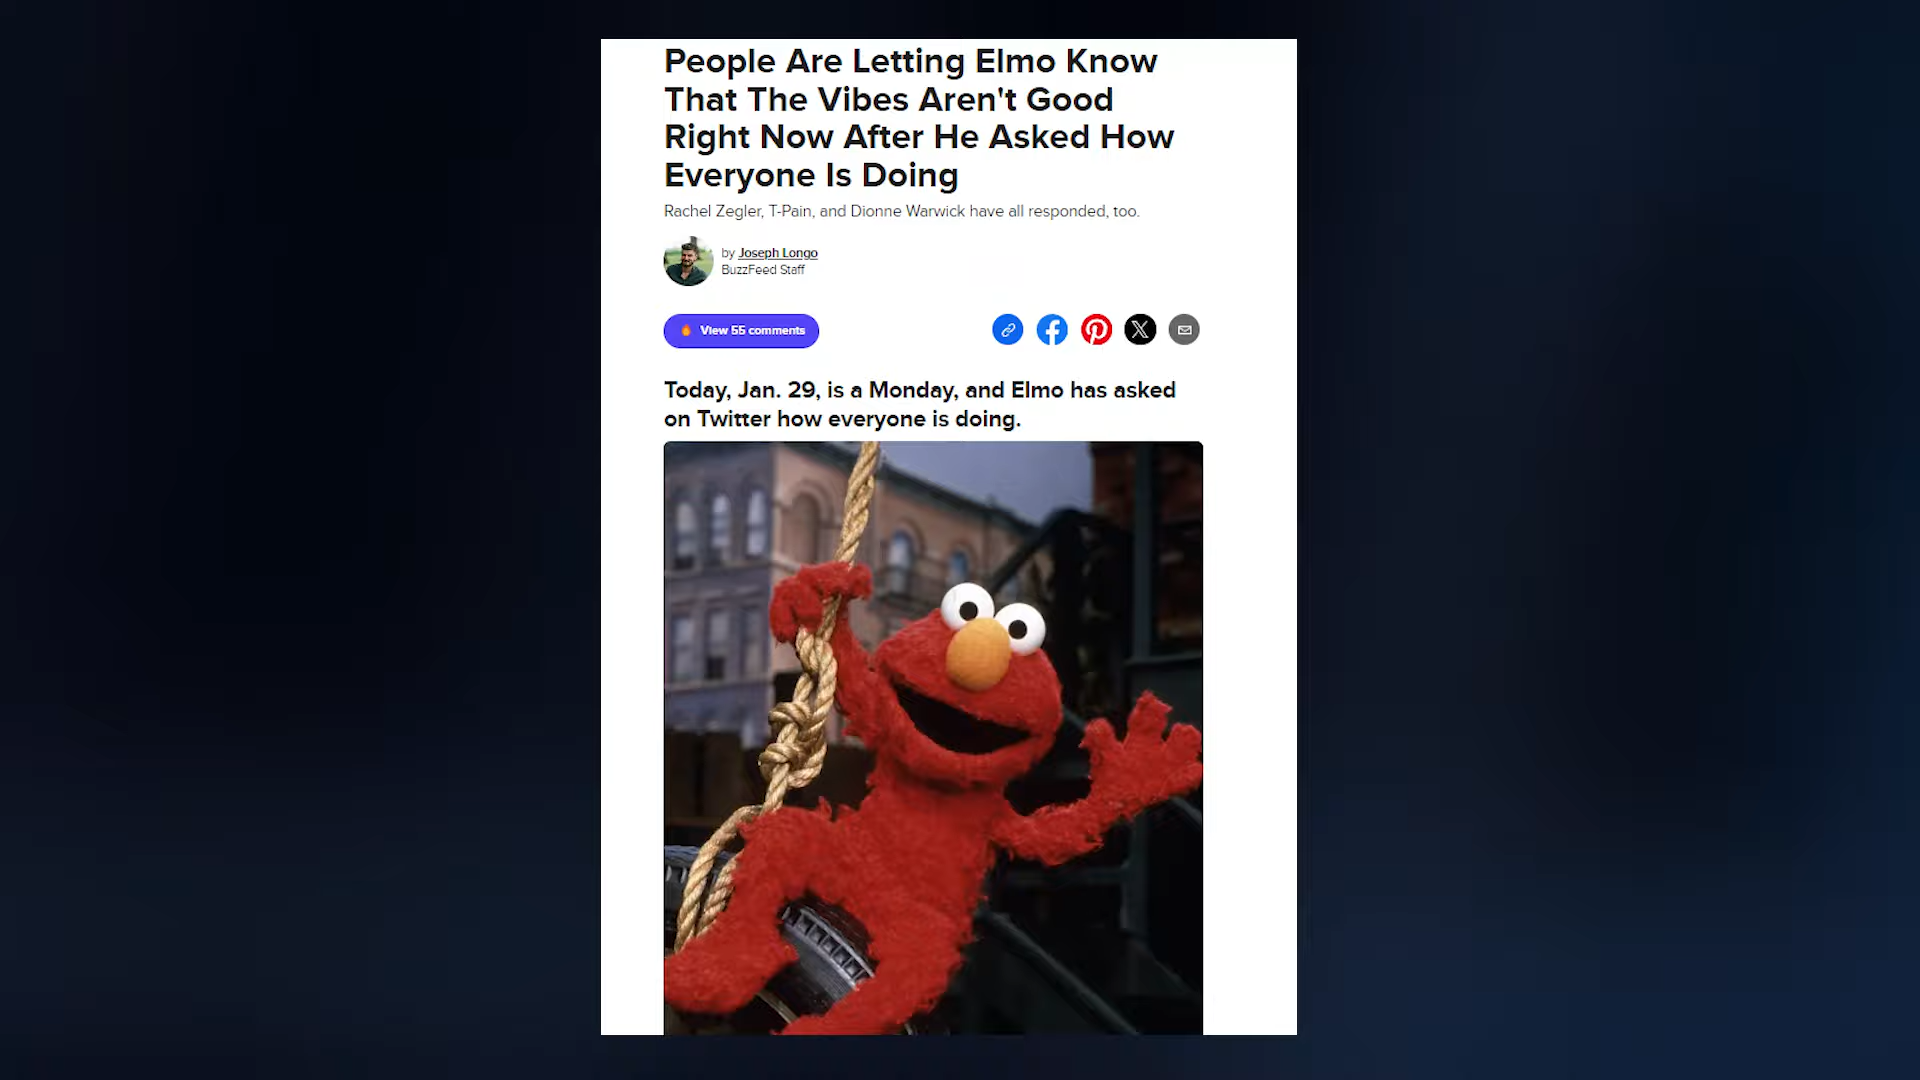 People Are Letting Elmo Know
That The Vibes Aren't Good
Right Now After He Asked How
Everyone Is Doing
Rachel Zegler, T-Pain, and Dionne Warwick have all responded, too.
by Joseph Longo
BuzzFeed Staff
View 55 comments
Today, Jan. 29, is a Monday, and Elmo has asked
on Twitter how everyone is doing.